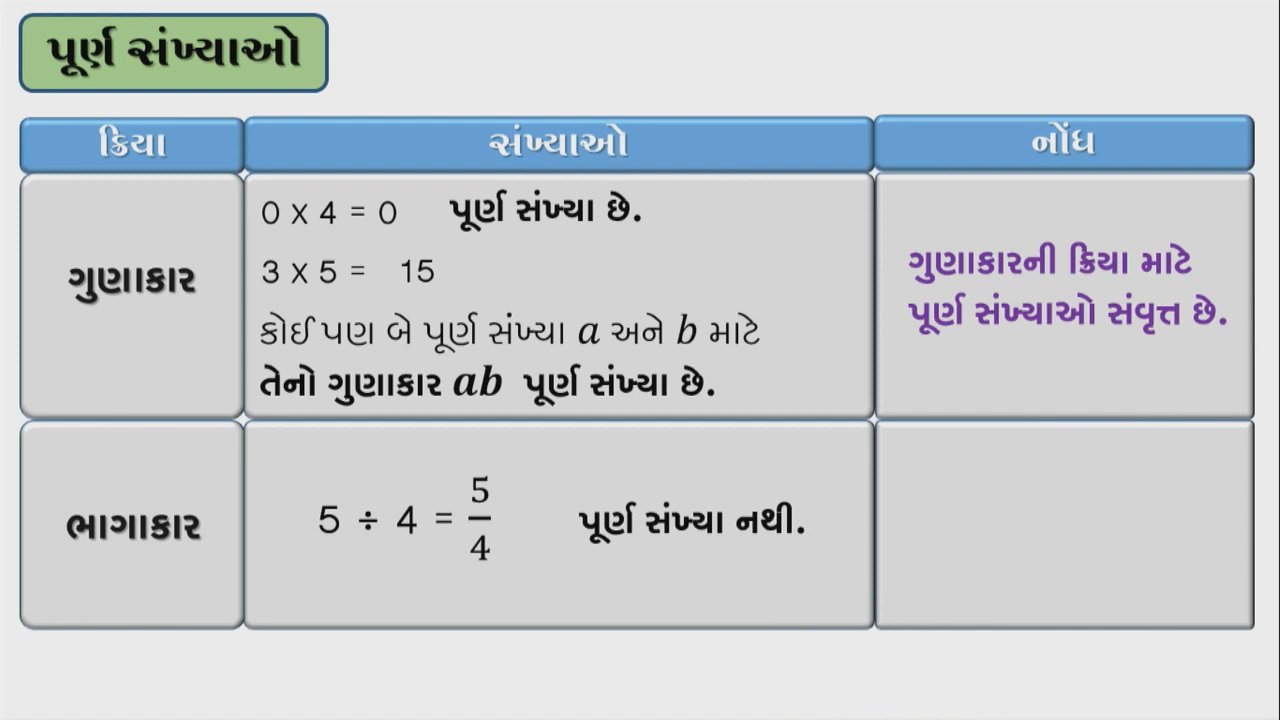 પૂર્ણ સંખ્યાઓ
ક્રિયા
સંખ્યાઓ
નોંધ
ગુણાકાર
0 x 4 = 0 પૂર્ણ સંખ્યા છે.
3 x 5 = 15
કોઈ પણ બે પૂર્ણ સંખ્યા a અને b માટે
તેનો ગુણાકાર ab પૂર્ણ સંખ્યા છે.
ગુણાકારની ક્રિયા માટે
પૂર્ણ સંખ્યાઓ સંવૃત્ત છે.
ભાગાકાર
5 ÷ 4 = 5/4 પૂર્ણ સંખ્યા નથી.